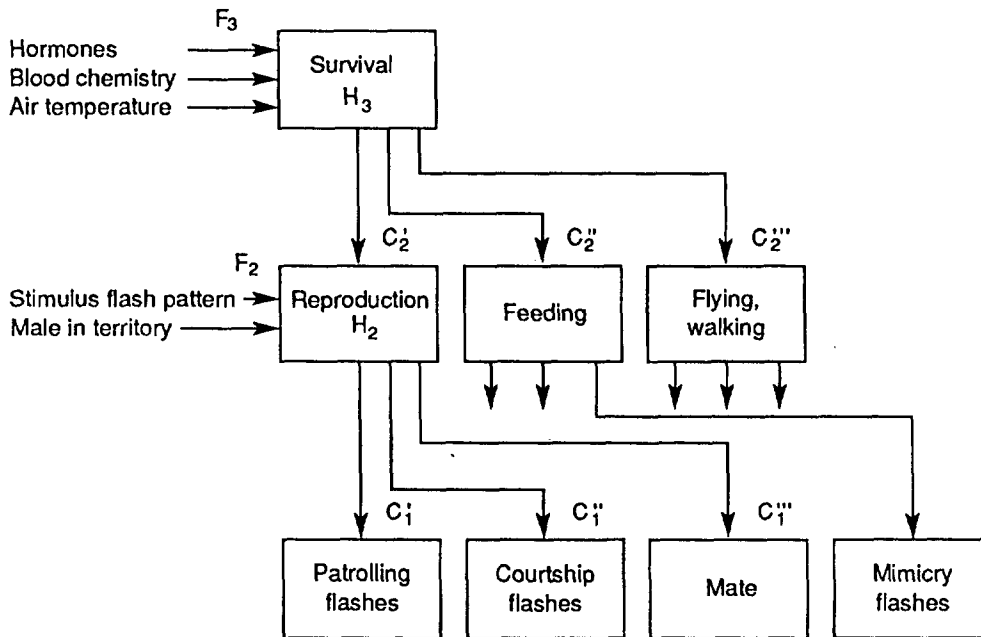 F₃
Hormones
Blood chemistry
Air temperature
Survival
H₃
C₂'
C₂''
C₂'''
F₂
Stimulus flash pattern
Male in territory
Reproduction
H₂
Feeding
Flying,
walking
C₁'
C₁''
C₁'''
Patrolling
flashes
Courtship
flashes
Mate
Mimicry
flashes